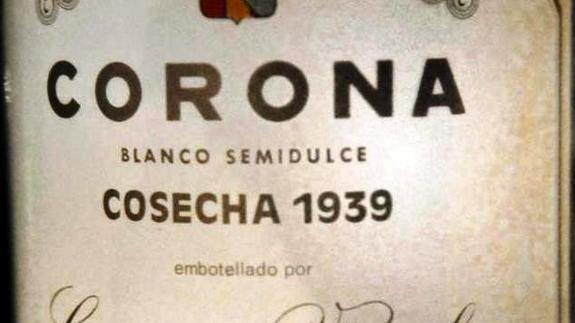 CORONA
BLANCO SEMIDULCE
COSECHA 1939
embotellado por